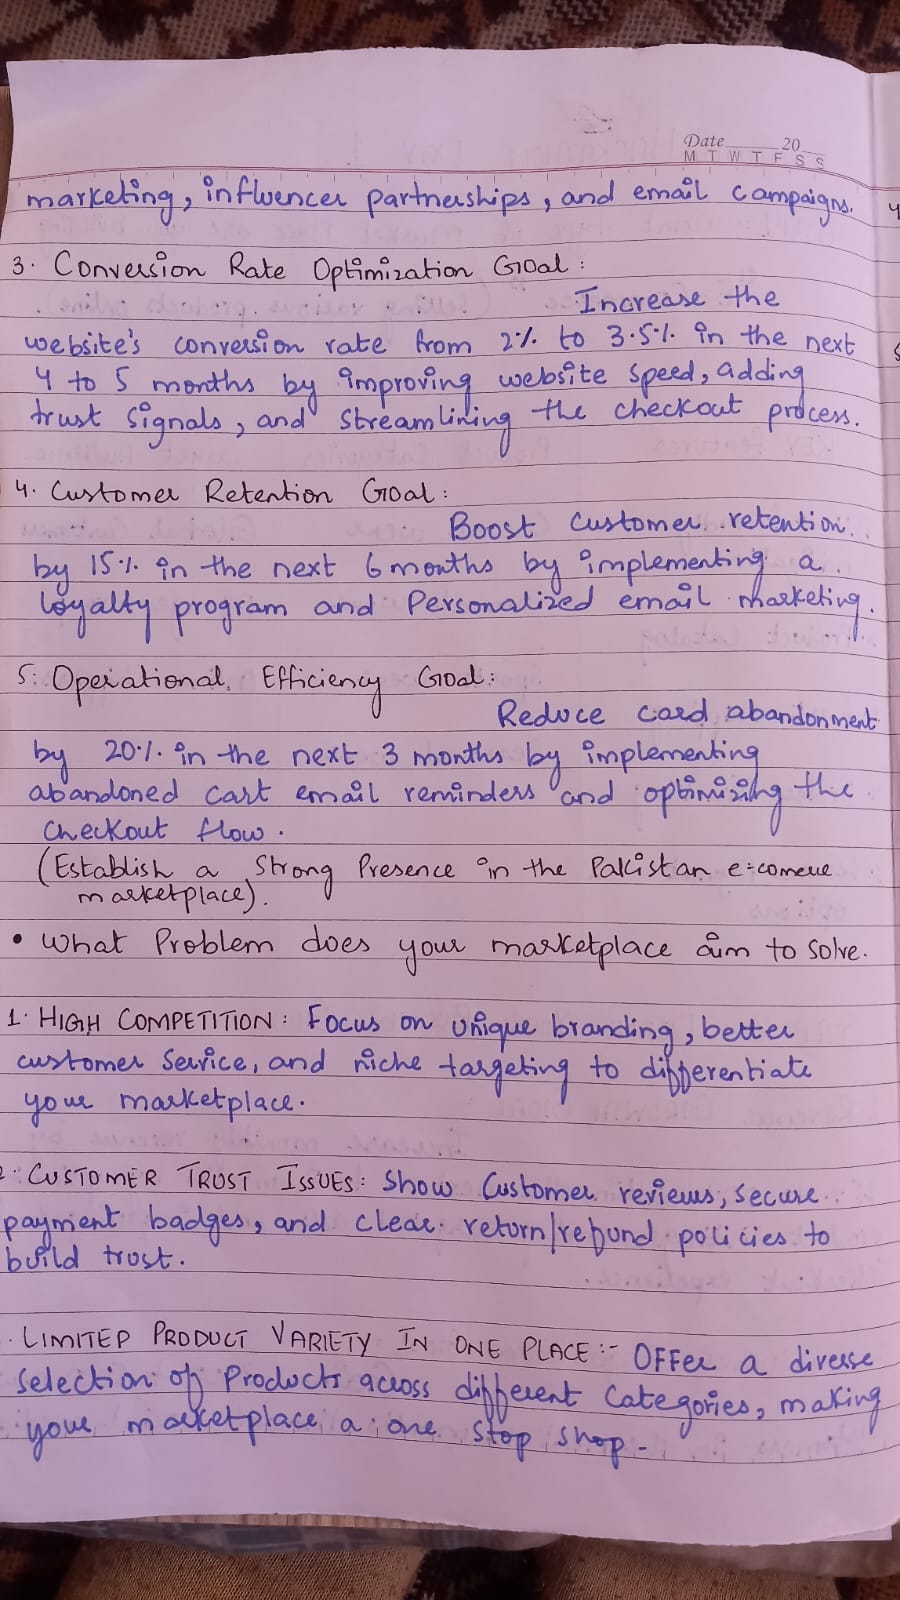 Date 20
M T W T F S S
marketing, influencer partnerships, and email campaigns.
3. Conversion Rate Optimization Goal:
Increase the
website's conversion rate from 2% to 3.5% in the next
4 to 5 months by improving website speed, adding
trust signals, and streamlining the checkout process.
4. Customer Retention Goal:
Boost customer retention
by 15% in the next 6 months by implementing a
loyalty program and Personalized email marketing.
5. Operational Efficiency Goal:
Reduce card abandonment
by 20% in the next 3 months by implementing
abandoned cart email reminders and optimizing the
checkout flow.
(Establish a Strong Presence in the Pakistan e-comerce
marketplace).
• What Problem does your marketplace aim to solve.
1. HIGH COMPETITION: Focus on unique branding, better
customer service, and niche targeting to differentiate
your marketplace.
2. CUSTOMER TRUST ISSUES: Show customer reviews, secure
payment badges, and clear return/refund policies to
build trust.
. LIMITED PRODUCT VARIETY IN ONE PLACE:- Offer a diverse
selection of Products across different categories, making
your marketplace a one stop shop.